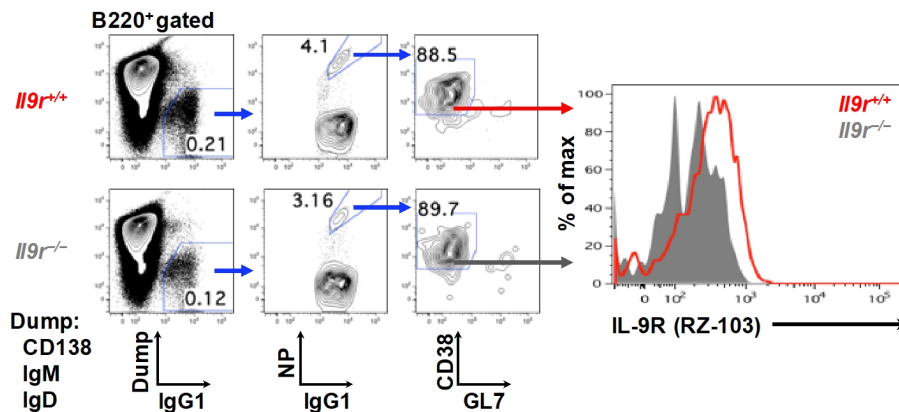 B220⁺gated
Il9r⁺/⁺
4.1
88.5
0.21
Il9r⁻/⁻
3.16
89.7
0.12
Dump:
CD138
IgM
IgD
Dump
IgG1
NP
IgG1
CD38
GL7
% of max
100
80
60
40
20
0
0
10²
10³
10⁴
10⁵
Il9r⁺/⁺
Il9r⁻/⁻
IL-9R (RZ-103)